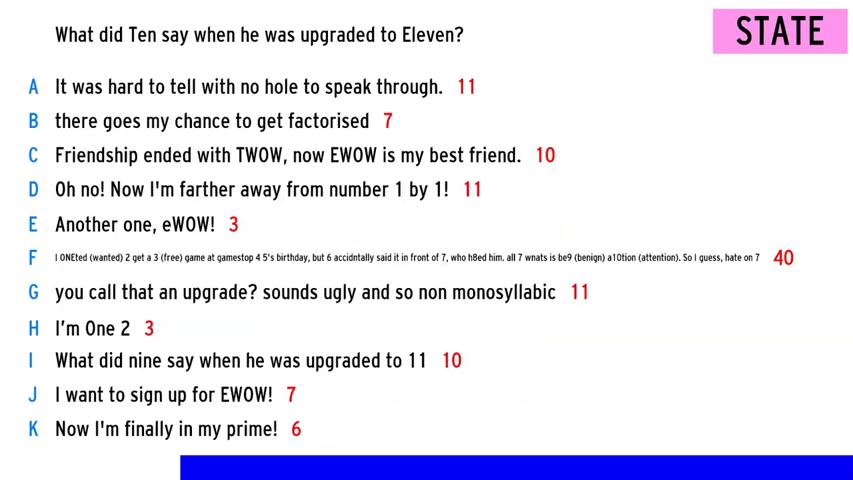 What did Ten say when he was upgraded to Eleven?
STATE
A It was hard to tell with no hole to speak through. 11
B there goes my chance to get factorised 7
C Friendship ended with TWOW, now EWOW is my best friend. 10
D Oh no! Now I'm farther away from number 1 by 1! 11
E Another one, eWOW! 3
F I ONEted (wanted) 2 get a 3 (free) game at gamestop 4 5's birthday, but 6 accidntally said it in front of 7, who h8ed him. all 7 wnats is be9 (benign) a10tion (attention). So I guess, hate on 7 40
G you call that an upgrade? sounds ugly and so non monosyllabic 11
H I'm One 2 3
I What did nine say when he was upgraded to 11 10
J I want to sign up for EWOW! 7
K Now I'm finally in my prime! 6